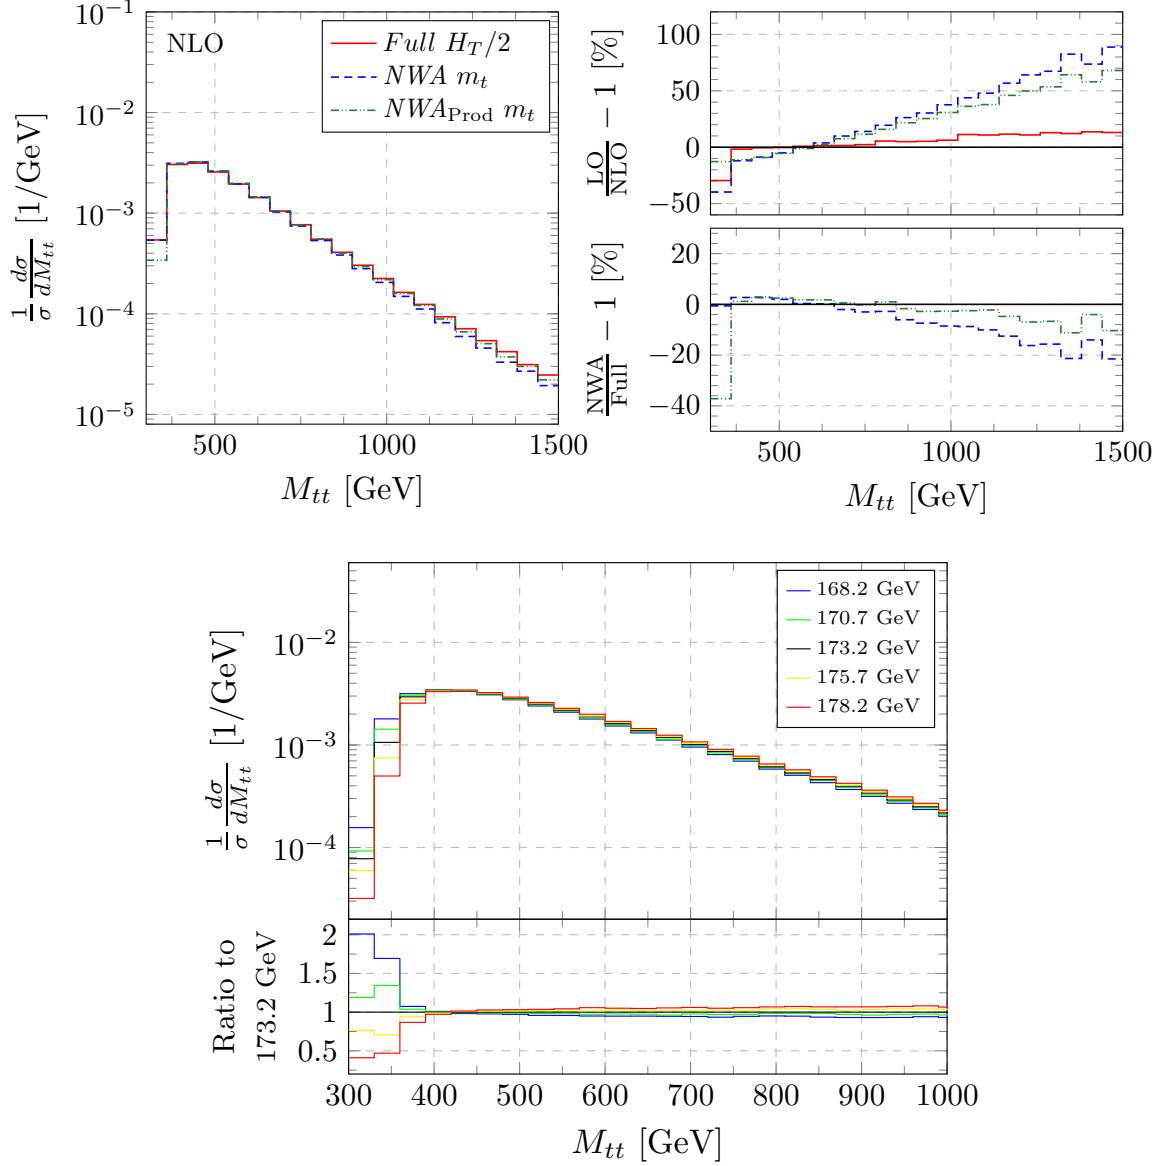 NLO
Full H_T/2
NWA m_t
NWA_Prod m_t
10^−1
10^−2
10^−3
10^−4
10^−5
1/σ dσ/dM_tt [1/GeV]
500 1000 1500
M_tt [GeV]
100
50
0
−50
LO/NLO − 1 [%]
20
0
−20
−40
NWA/Full − 1 [%]
500 1000 1500
M_tt [GeV]
168.2 GeV
170.7 GeV
173.2 GeV
175.7 GeV
178.2 GeV
10^−2
10^−3
10^−4
1/σ dσ/dM_tt [1/GeV]
2
1.5
1
0.5
Ratio to
173.2 GeV
300 400 500 600 700 800 900 1000
M_tt [GeV]